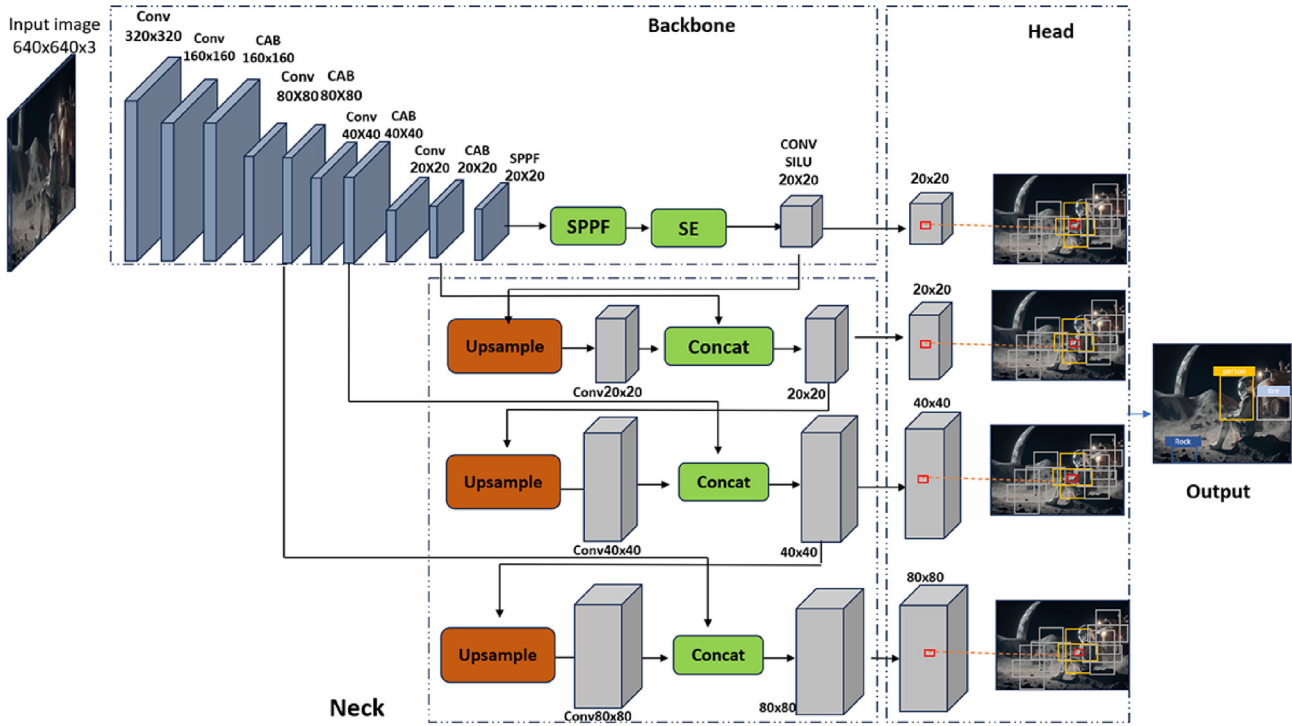 Input image
640x640x3
Conv
320x320
Conv
160x160
CAB
160x160
Conv
80X80
CAB
80X80
Conv
40X40
CAB
40X40
Conv
20X20
CAB
20X20
SPPF
20X20
Backbone
SPPF
SE
CONV
SILU
20X20
Head
20x20
Upsample
Conv20x20
Concat
20x20
20x20
Upsample
Conv40x40
Concat
40x40
40x40
Upsample
Conv80x80
Concat
80x80
80x80
Neck
person
Rock
Output